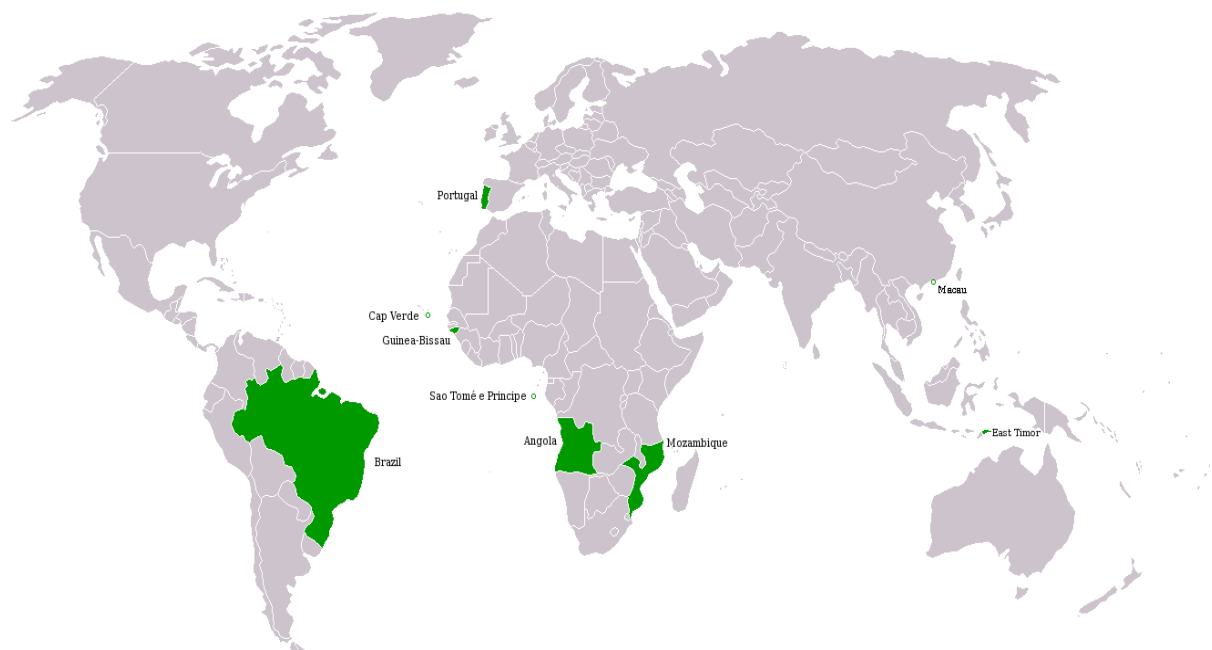 Portugal
Macau
Cap Verde
Guinea-Bissau
Sao Tomé e Principe
East Timor
Angola
Mozambique
Brazil